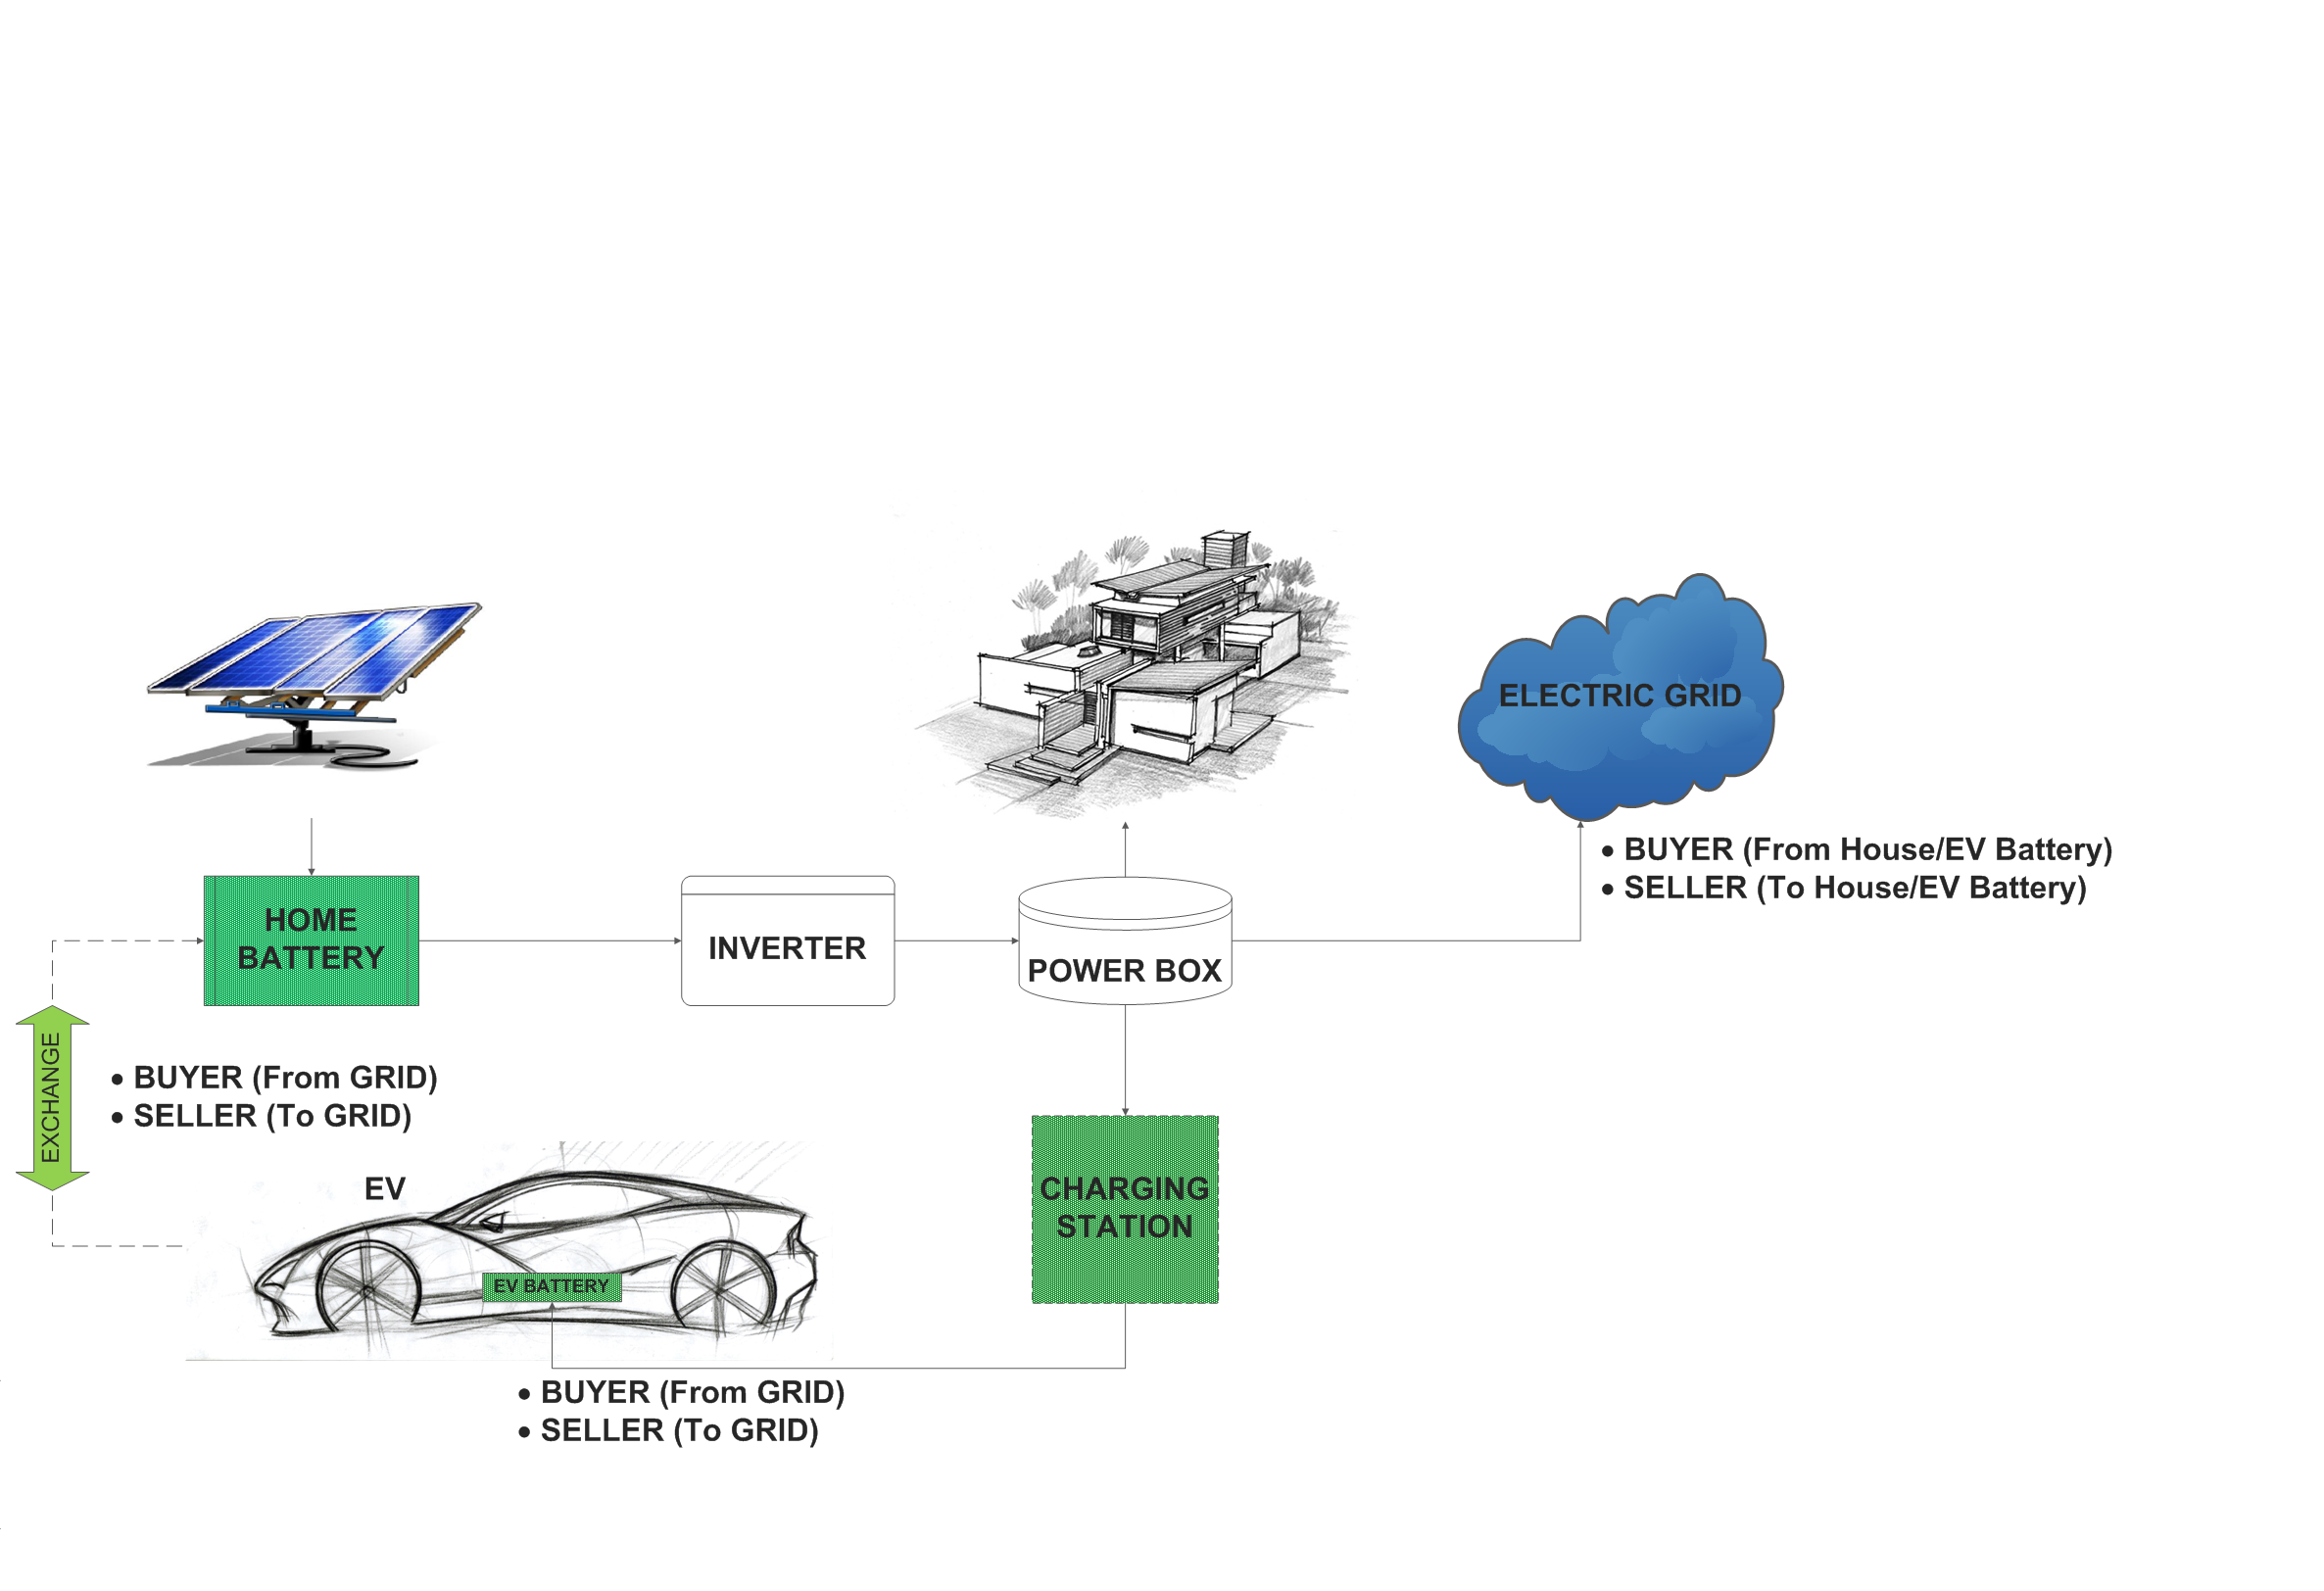 ELECTRIC GRID
• BUYER (From House/EV Battery)
• SELLER (To House/EV Battery)
HOME
BATTERY
INVERTER
POWER BOX
EXCHANGE
• BUYER (From GRID)
• SELLER (To GRID)
EV
EV BATTERY
CHARGING
STATION
• BUYER (From GRID)
• SELLER (To GRID)